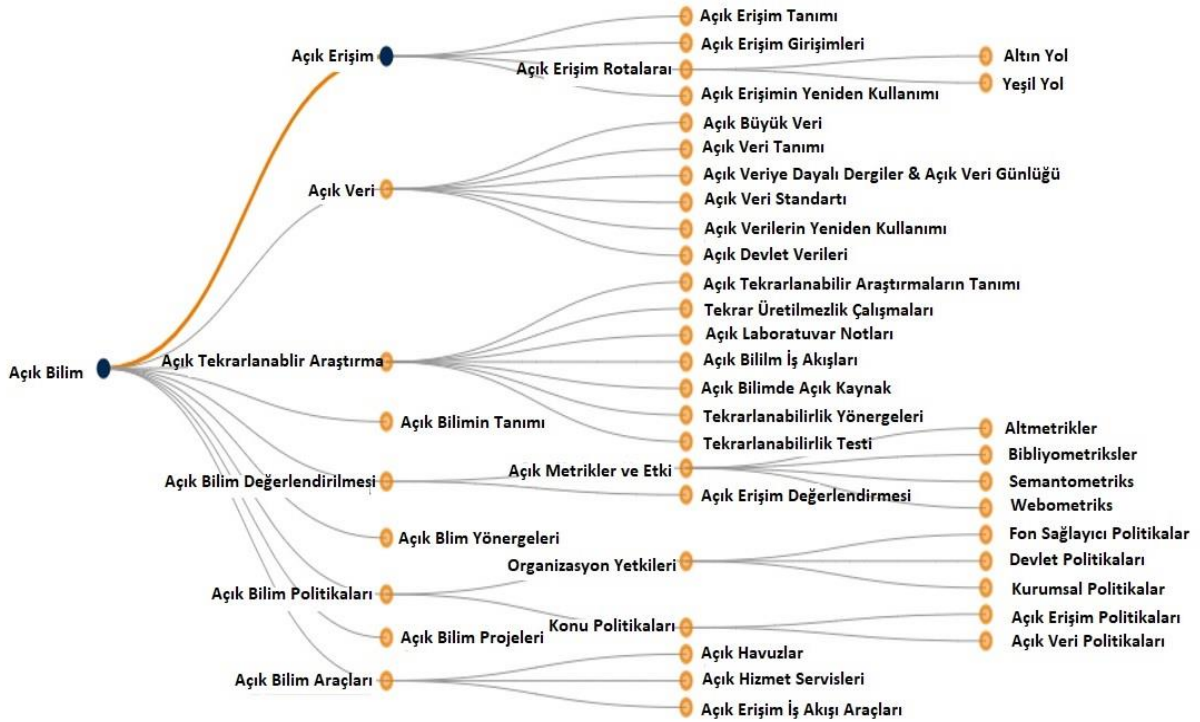 Açık Bilim
Açık Erişim
Açık Erişim Tanımı
Açık Erişim Girişimleri
Açık Erişim Rotalaraı
Altın Yol
Yeşil Yol
Açık Erişimin Yeniden Kullanımı
Açık Veri
Açık Büyük Veri
Açık Veri Tanımı
Açık Veriye Dayalı Dergiler & Açık Veri Günlüğü
Açık Veri Standartı
Açık Verilerin Yeniden Kullanımı
Açık Devlet Verileri
Açık Tekrarlanablir Araştırma
Açık Tekrarlanabilir Araştırmaların Tanımı
Tekrar Üretilmezlik Çalışmaları
Açık Laboratuvar Notları
Açık Bililm İş Akışları
Açık Bilimde Açık Kaynak
Tekrarlanabilirlik Yönergeleri
Tekrarlanabilirlik Testi
Açık Bilimin Tanımı
Açık Bilim Değerlendirilmesi
Açık Metrikler ve Etki
Altmetrikler
Bibliyometriksler
Semantometriks
Webometriks
Açık Erişim Değerlendirmesi
Açık Blim Yönergeleri
Açık Bilim Politikaları
Organizasyon Yetkileri
Fon Sağlayıcı Politikalar
Devlet Politikaları
Kurumsal Politikalar
Konu Politikaları
Açık Erişim Politikaları
Açık Veri Politikaları
Açık Bilim Projeleri
Açık Bilim Araçları
Açık Havuzlar
Açık Hizmet Servisleri
Açık Erişim İş Akışı Araçları